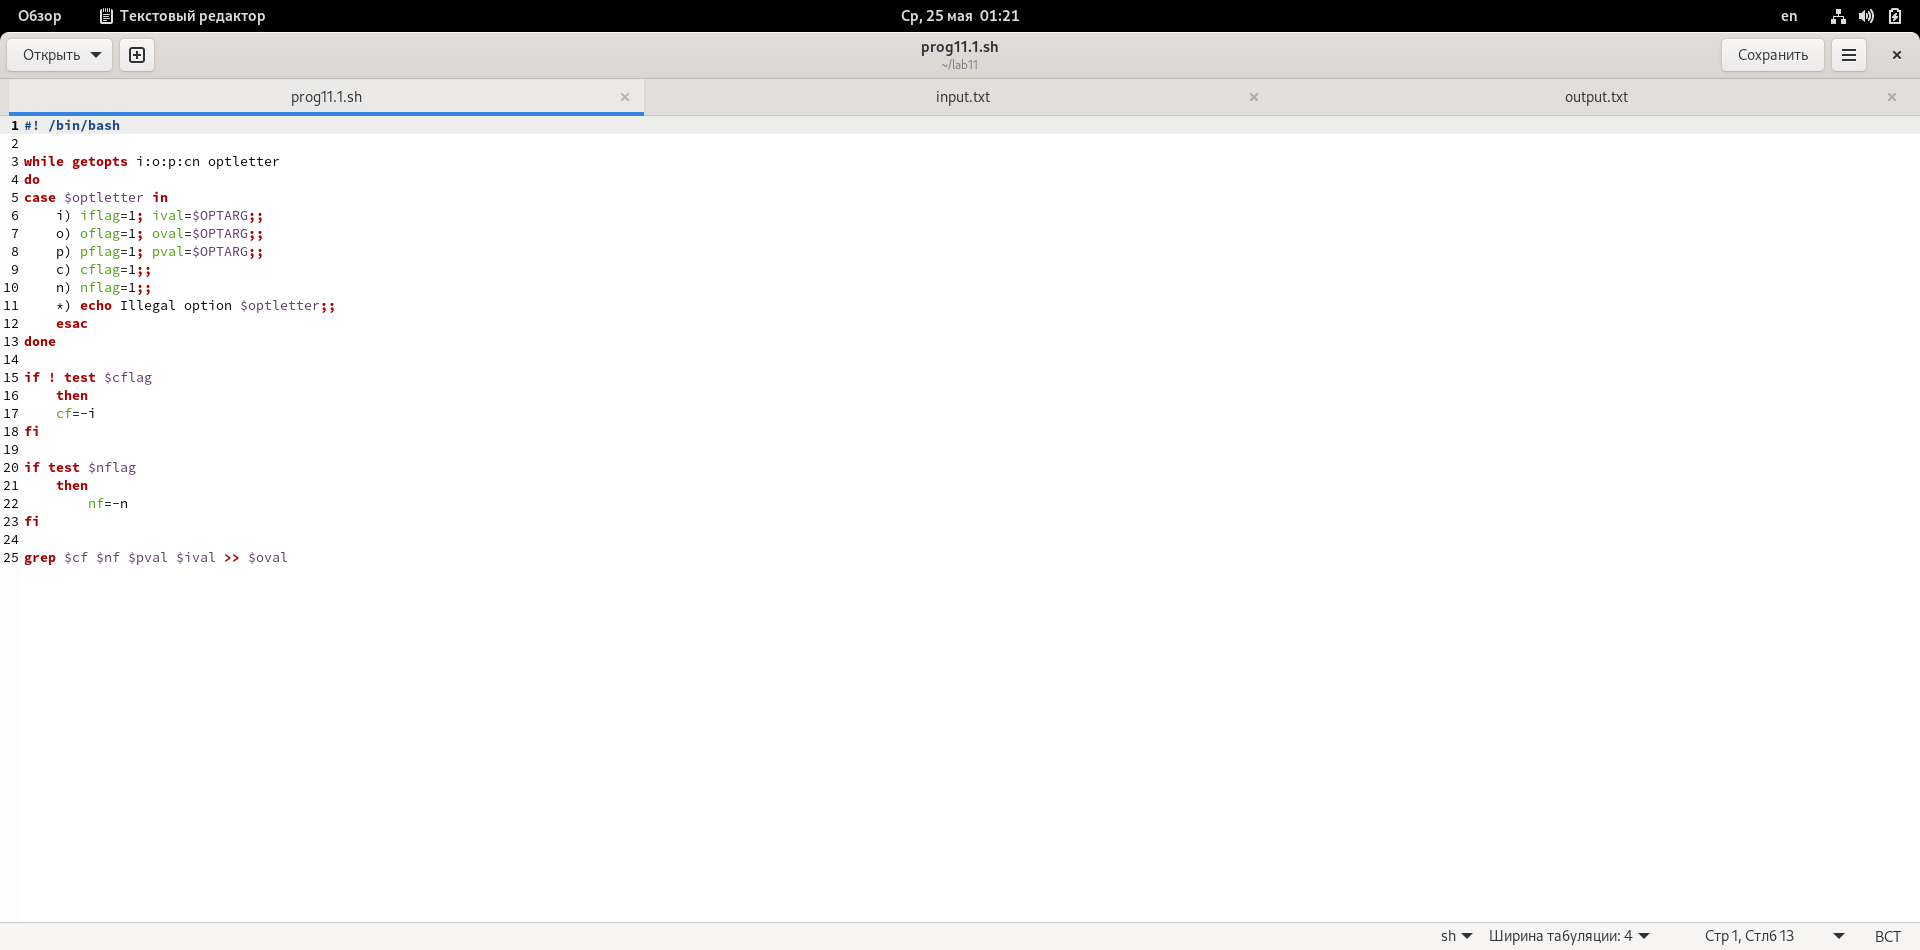 Обзор Текстовый редактор Ср, 25 мая 01:21 en
Открыть prog11.1.sh Сохранить
~/lab11
prog11.1.sh input.txt output.txt
1 #! /bin/bash
2
3 while getopts i:o:p:cn optletter
4 do
5 case $optletter in
6     i) iflag=1; ival=$OPTARG;;
7     o) oflag=1; oval=$OPTARG;;
8     p) pflag=1; pval=$OPTARG;;
9     c) cflag=1;;
10     n) nflag=1;;
11     *) echo Illegal option $optletter;;
12     esac
13 done
14
15 if ! test $cflag
16     then
17     cf=-i
18 fi
19
20 if test $nflag
21     then
22         nf=-n
23 fi
24
25 grep $cf $nf $pval $ival >> $oval
sh Ширина табуляции: 4 Стр 1, Стлб 13 ВСТ